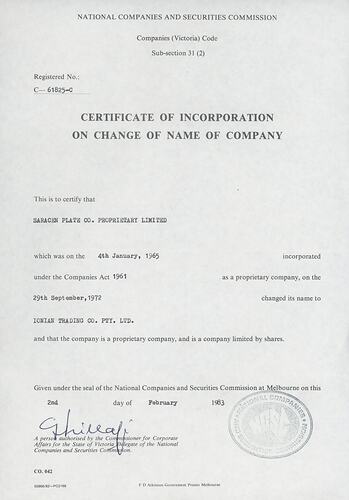 NATIONAL COMPANIES AND SECURITIES COMMISSION
Companies (Victoria) Code
Sub-section 31 (2)
Registered No.:
C— 61825-C
CERTIFICATE OF INCORPORATION
ON CHANGE OF NAME OF COMPANY
This is to certify that
SARACEN PLATE CO. PROPRIETARY LIMITED
which was on the 4th January, 1965 incorporated
under the Companies Act 1961 as a proprietary company, on the
29th September,1972 changed its name to
IONIAN TRADING CO. PTY. LTD.
and that the company is a proprietary company, and is a company limited by shares.
Given under the seal of the National Companies and Securities Commission at Melbourne on this
2nd day of February 1983
A person authorised by the Commissioner for Corporate
Affairs for the State of Victoria Delegate of the National
Companies and Securities Commission.
CO. 042
F D Atkinson Government Printer Melbourne